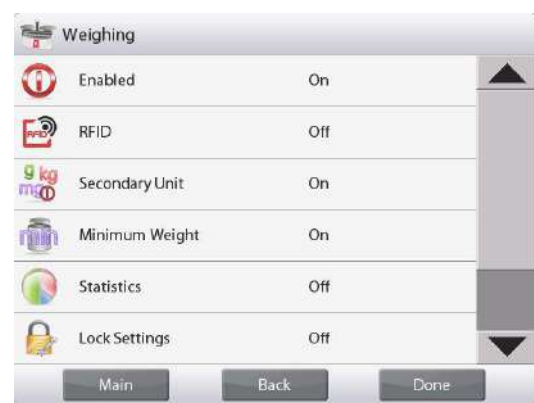 Weighing
Enabled On
RFID
RFID Off
g kg
mg
Secondary Unit On
min
Minimum Weight On
Statistics Off
Lock Settings Off
Main Back Done